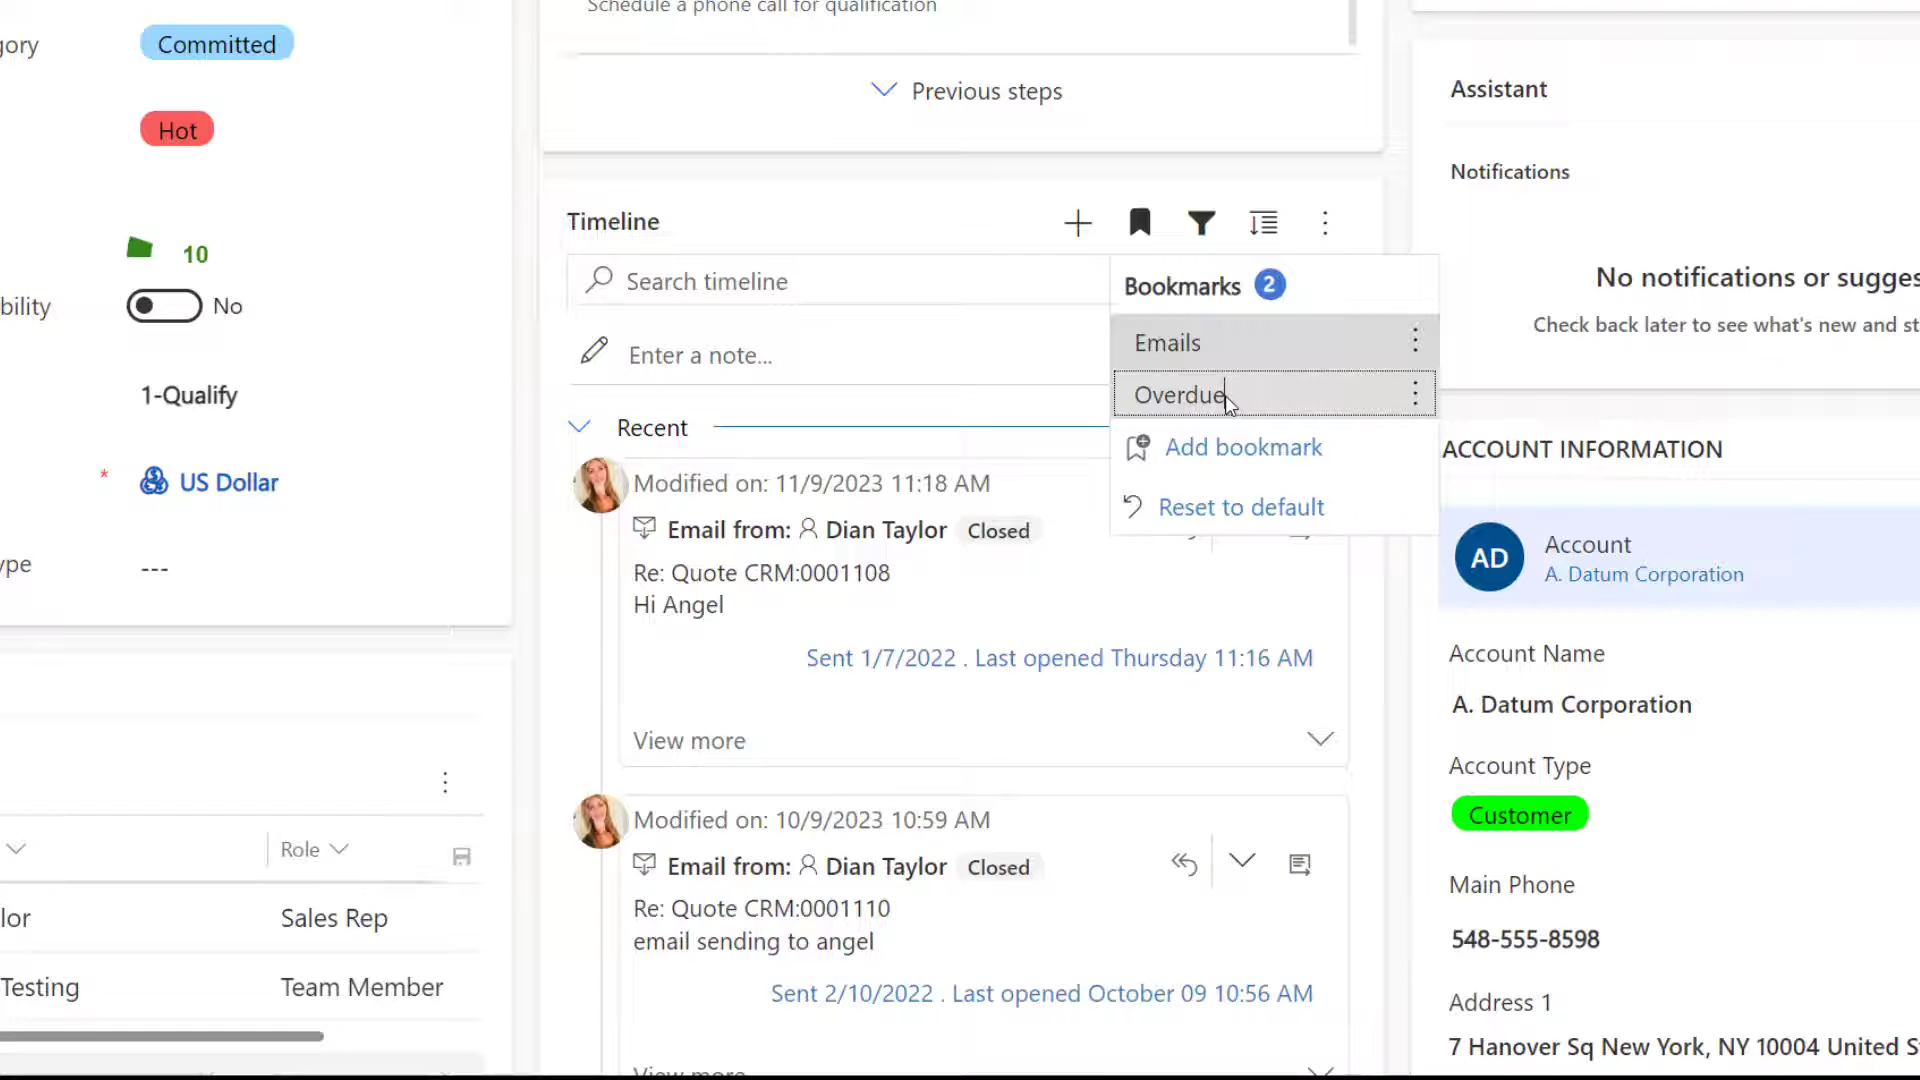 gory
Committed
Hot
10
bility
No
1-Qualify
* US Dollar
ype
---
Role
lor
Sales Rep
Testing
Team Member
Schedule a phone call for qualification
Previous steps
Timeline
Search timeline
Enter a note...
Bookmarks 2
Emails
Overdue
Add bookmark
Reset to default
Recent
Modified on: 11/9/2023 11:18 AM
Email from: Dian Taylor Closed
Re: Quote CRM:0001108
Hi Angel
Sent 1/7/2022 . Last opened Thursday 11:16 AM
View more
Modified on: 10/9/2023 10:59 AM
Email from: Dian Taylor Closed
Re: Quote CRM:0001110
email sending to angel
Sent 2/10/2022 . Last opened October 09 10:56 AM
View more
Assistant
Notifications
No notifications or sugges
Check back later to see what's new and st
ACCOUNT INFORMATION
AD
Account
A. Datum Corporation
Account Name
A. Datum Corporation
Account Type
Customer
Main Phone
548-555-8598
Address 1
7 Hanover Sq New York, NY 10004 United S